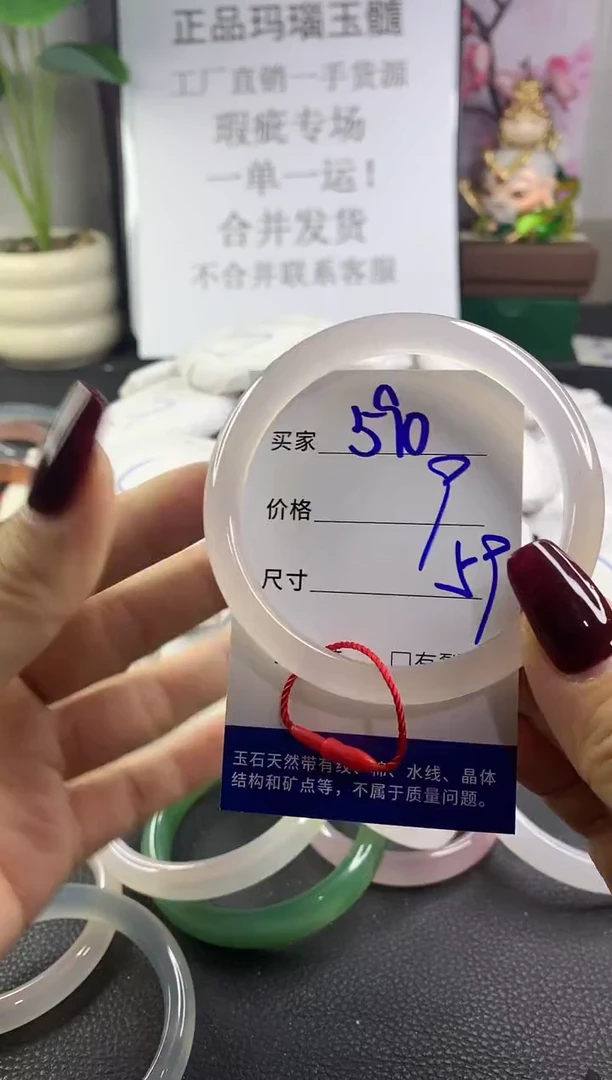 正品玛瑙玉髓
工厂直销一手货源
瑕疵专场
一单一运！
合并发货
不合并联系客服
买家 590
价格 9
尺寸 59
玉石天然带有纹、棉、水线、晶体
结构和矿点等，不属于质量问题。